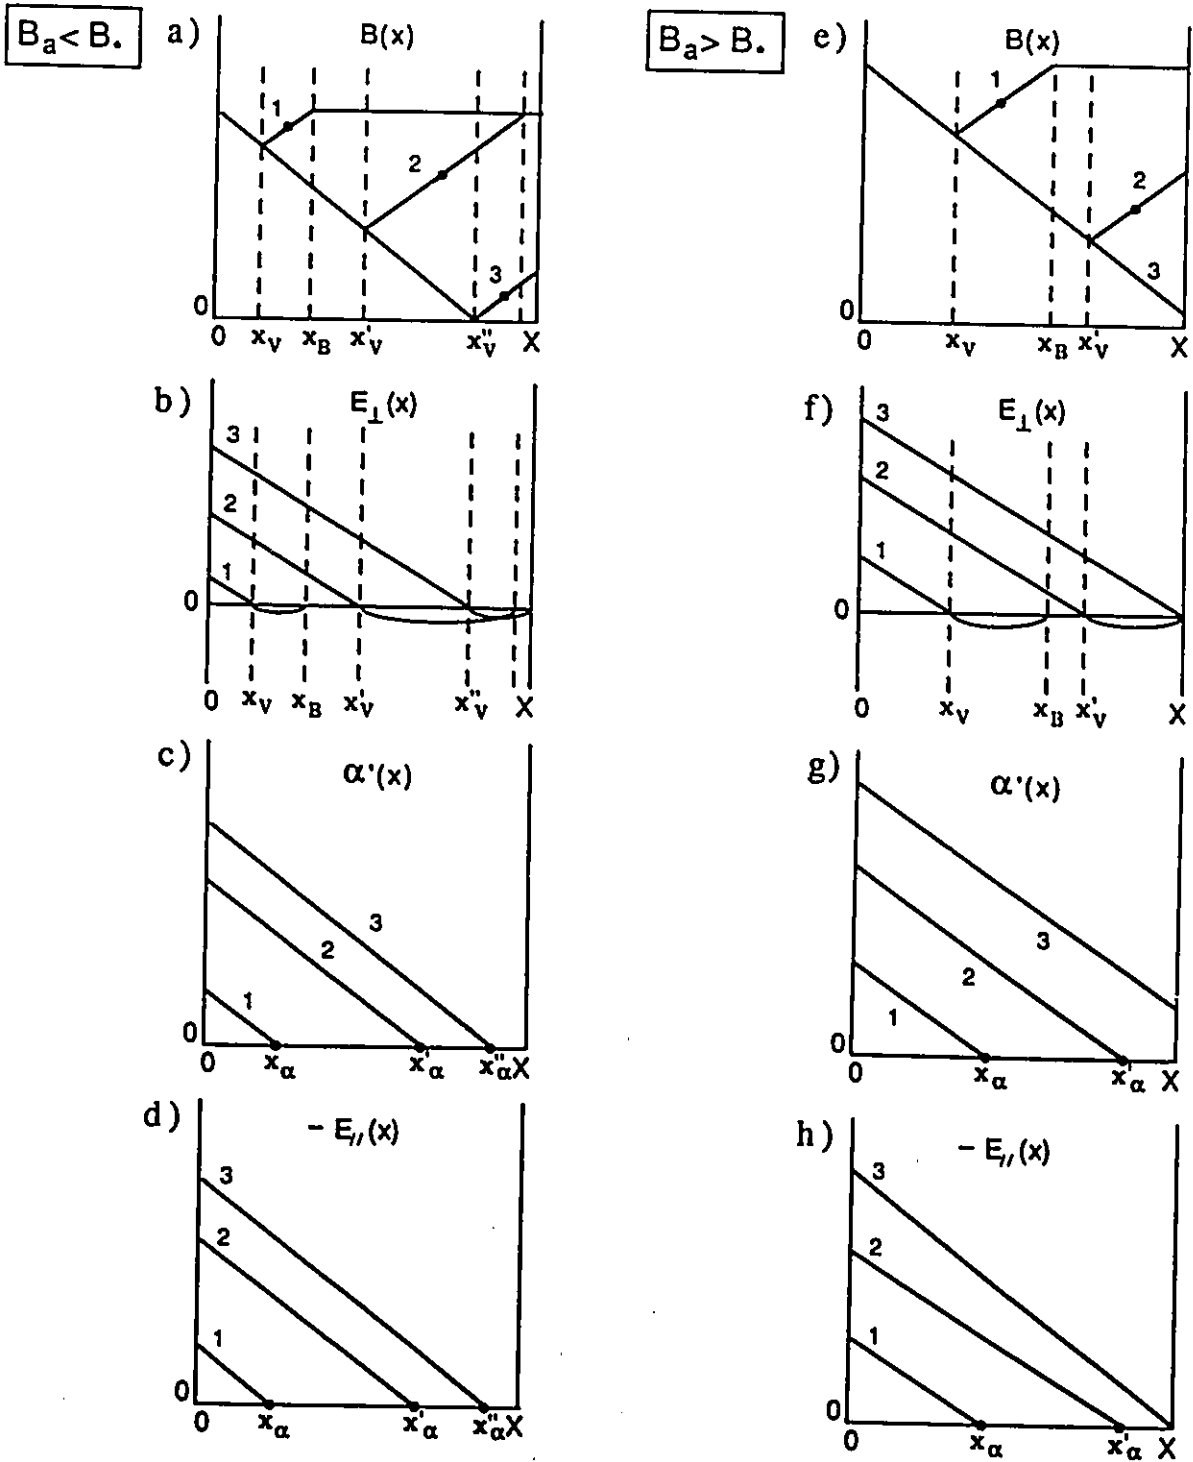 Ba < B*
a)
B(x)
1
2
3
0
0 xV xB x'V x''V X
b)
E⊥(x)
3
2
1
0
0 xV xB x'V x''V X
c)
α'(x)
3
2
1
0
0 xα x'α x''α X
d)
– E//(x)
3
2
1
0
0 xα x'α x''α X
Ba > B*
e)
B(x)
1
2
3
0
0 xV xB x'V X
f)
E⊥(x)
3
2
1
0
0 xV xB x'V X
g)
α'(x)
3
2
1
0
0 xα x'α X
h)
– E//(x)
3
2
1
0
0 xα x'α X